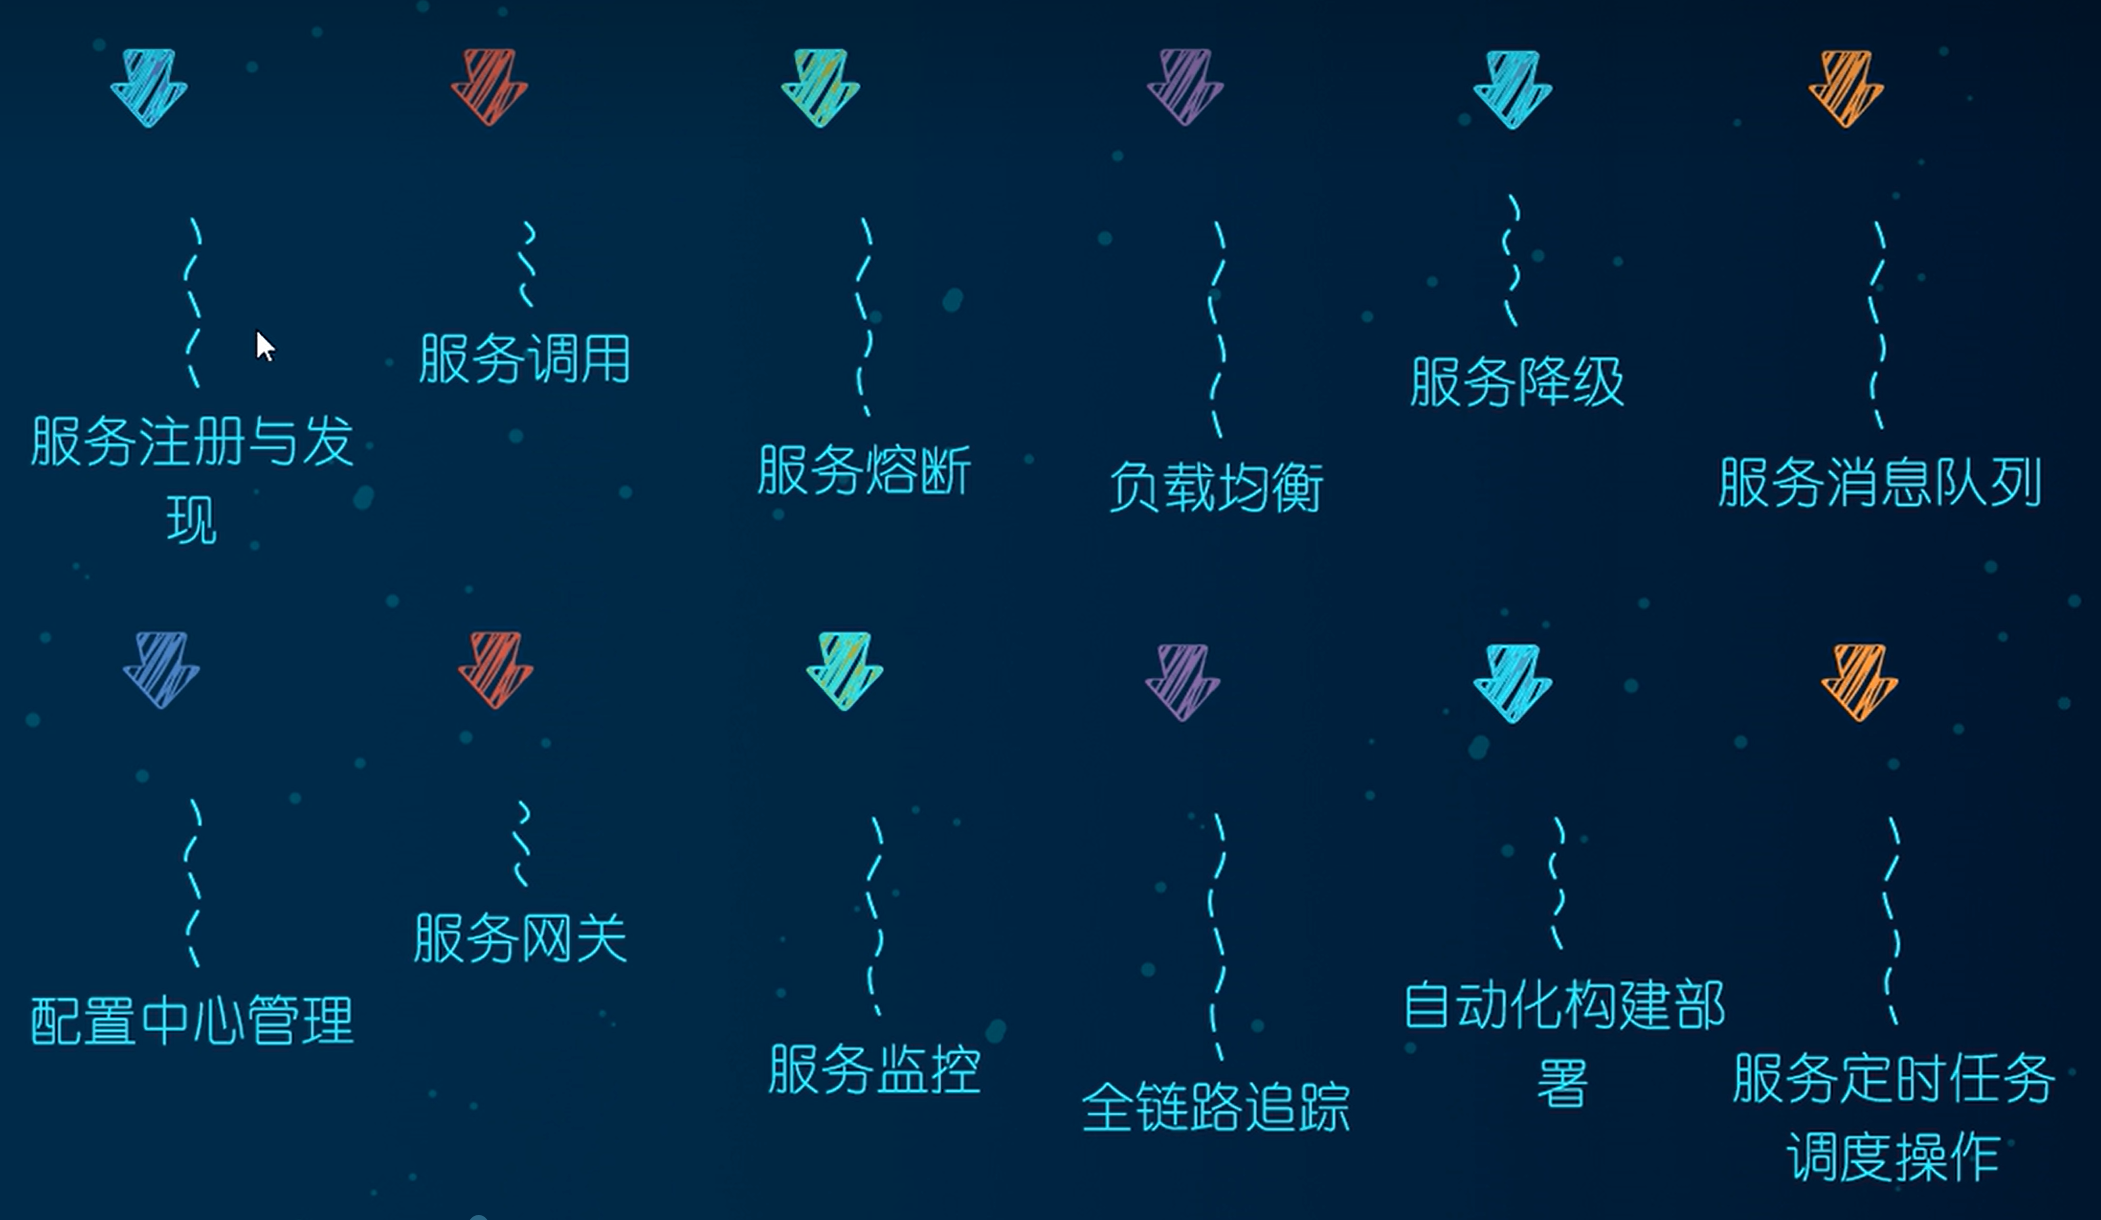 服务注册与发
现
服务调用
服务熔断
负载均衡
服务降级
服务消息队列
配置中心管理
服务网关
服务监控
全链路追踪
自动化构建部
署
服务定时任务
调度操作